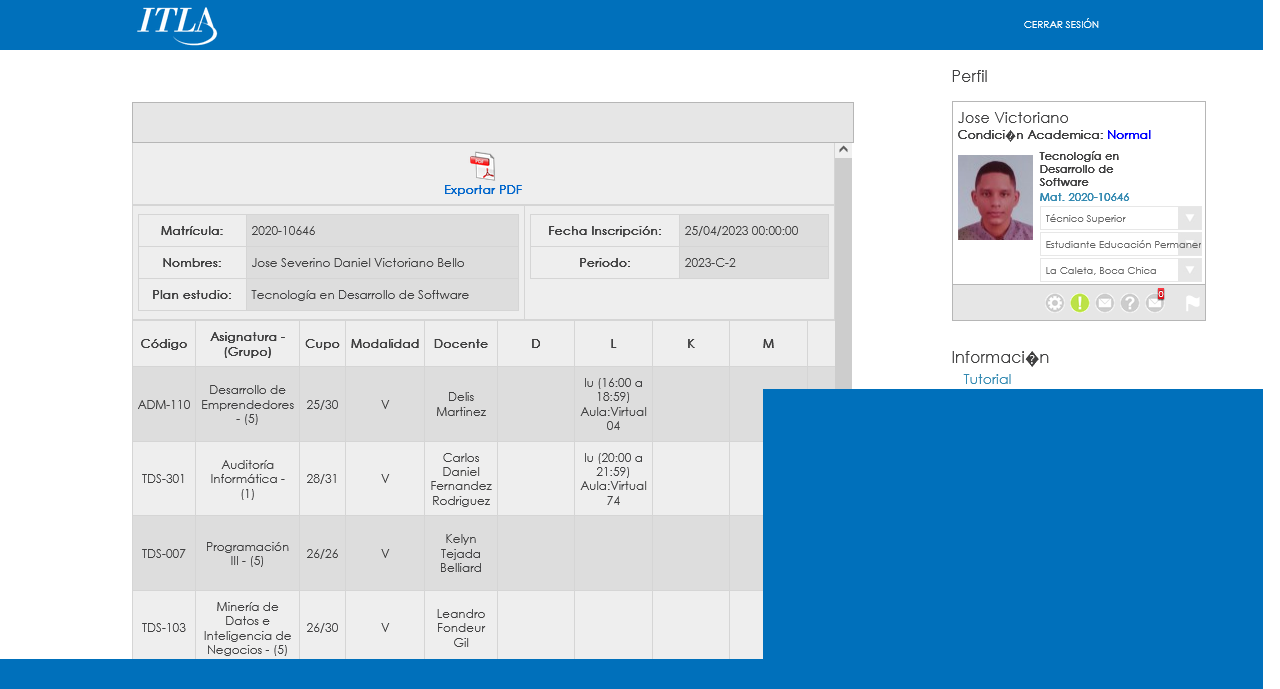 ITLA
CERRAR SESIÓN
Perfil
Jose Victoriano
Condici�n Academica: Normal
Tecnología en
Desarrollo de
Software
Mat. 2020-10646
Técnico Superior
Estudiante Educación Permaner
La Caleta, Boca Chica
0
Informaci�n
Tutorial
PDF
Exportar PDF
Matrícula: 2020-10646
Nombres: Jose Severino Daniel Victoriano Bello
Plan estudio: Tecnología en Desarrollo de Software
Fecha Inscripción: 25/04/2023 00:00:00
Periodo: 2023-C-2
Código Asignatura - (Grupo) Cupo Modalidad Docente D L K M
ADM-110
Desarrollo de
Emprendedores
- (5)
25/30
V
Delis
Martinez
lu (16:00 a
18:59)
Aula:Virtual
04
TDS-301
Auditoría
Informática -
(1)
28/31
V
Carlos
Daniel
Fernandez
Rodriguez
lu (20:00 a
21:59)
Aula:Virtual
74
TDS-007
Programación
III - (5)
26/26
V
Kelyn
Tejada
Belliard
TDS-103
Minería de
Datos e
Inteligencia de
Negocios - (5)
26/30
V
Leandro
Fondeur
Gil